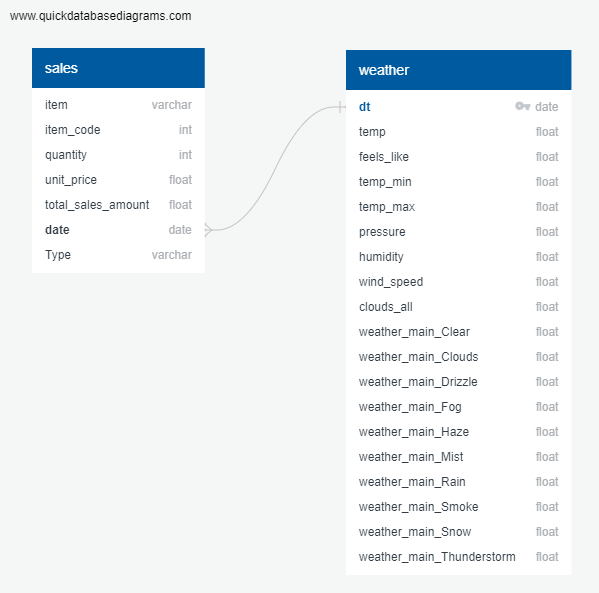 www.quickdatabasediagrams.com
sales
item varchar
item_code int
quantity int
unit_price float
total_sales_amount float
date date
Type varchar
weather
dt date
temp float
feels_like float
temp_min float
temp_max float
pressure float
humidity float
wind_speed float
clouds_all float
weather_main_Clear float
weather_main_Clouds float
weather_main_Drizzle float
weather_main_Fog float
weather_main_Haze float
weather_main_Mist float
weather_main_Rain float
weather_main_Smoke float
weather_main_Snow float
weather_main_Thunderstorm float